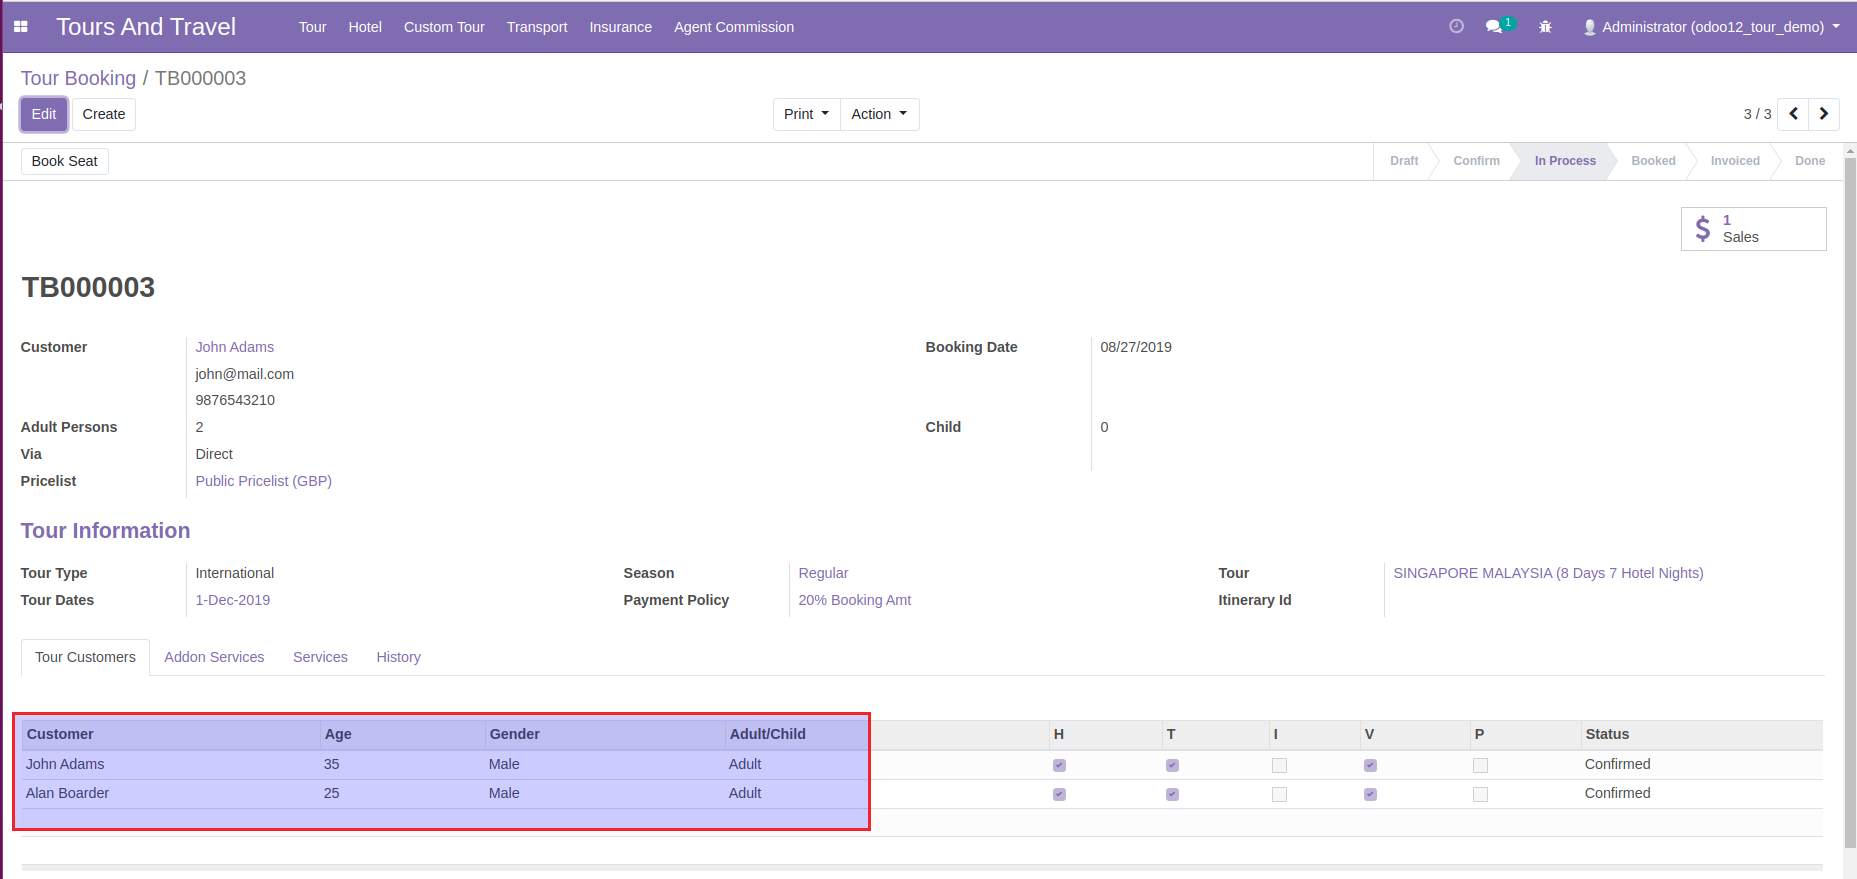 Tours And Travel Tour Hotel Custom Tour Transport Insurance Agent Commission 1 Administrator (odoo12_tour_demo)
Tour Booking / TB000003
Edit Create Print Action 3 / 3
Book Seat Draft Confirm In Process Booked Invoiced Done
$ 1
Sales
TB000003
Customer John Adams Booking Date 08/27/2019
john@mail.com
9876543210
Adult Persons 2 Child 0
Via Direct
Pricelist Public Pricelist (GBP)
Tour Information
Tour Type International Season Regular Tour SINGAPORE MALAYSIA (8 Days 7 Hotel Nights)
Tour Dates 1-Dec-2019 Payment Policy 20% Booking Amt Itinerary Id
Tour Customers Addon Services Services History
Customer Age Gender Adult/Child H T I V P Status
John Adams 35 Male Adult Confirmed
Alan Boarder 25 Male Adult Confirmed